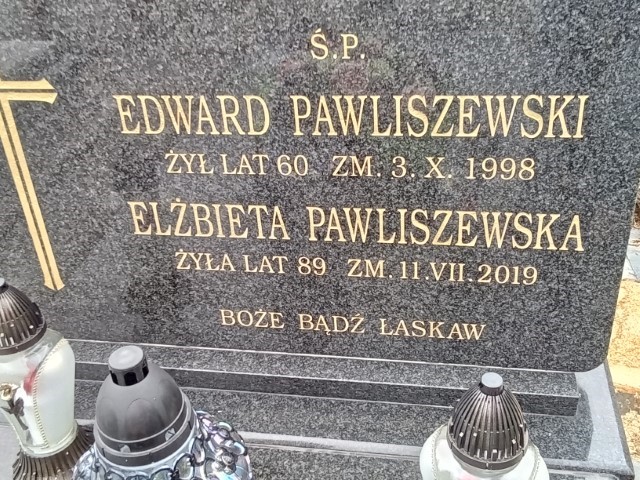 Ś.P.
EDWARD PAWLISZEWSKI
ŻYŁ LAT 60 ZM. 3. X. 1998
ELŻBIETA PAWLISZEWSKA
ŻYŁA LAT 89 ZM. 11.VII.2019
BOŻE BĄDŹ ŁASKAW